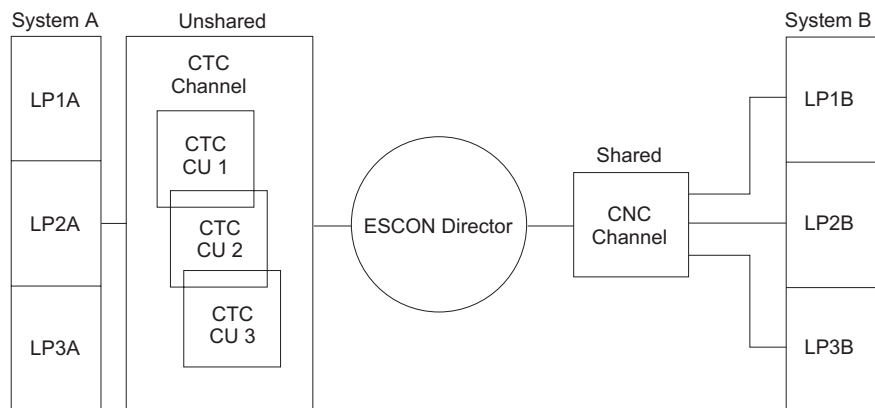 System A
Unshared
System B
LP1A
LP2A
LP3A
CTC
Channel
CTC
CU 1
CTC
CU 2
CTC
CU 3
ESCON Director
Shared
CNC
Channel
LP1B
LP2B
LP3B